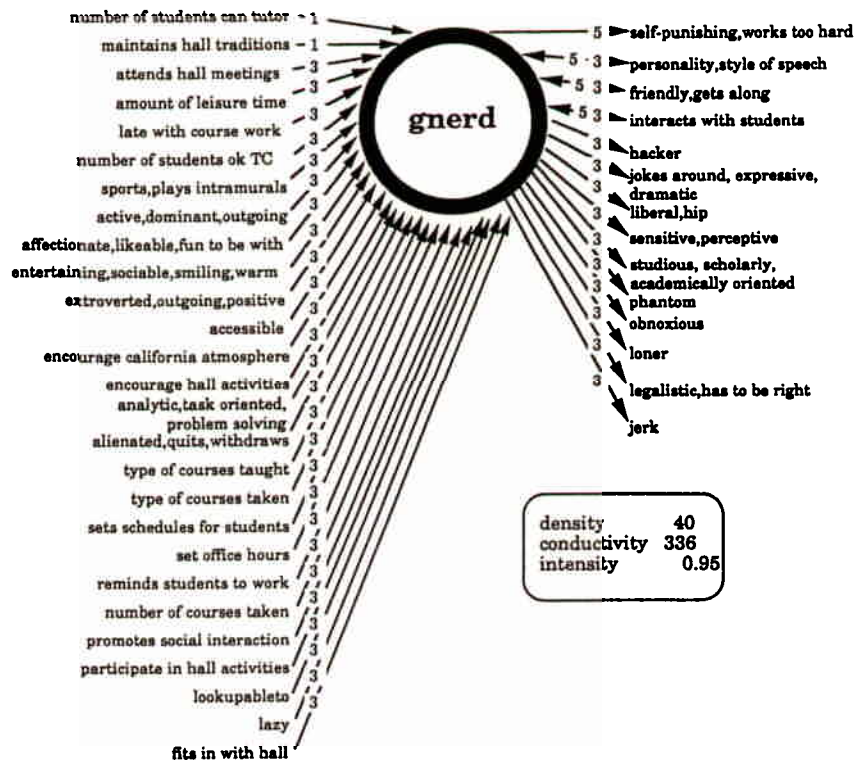 number of students can tutor - 1
maintains hall traditions - 1
attends hall meetings 3
amount of leisure time 3
late with course work 3
number of students ok TC 3
sports,plays intramurals 3
active,dominant,outgoing 3
affectionate,likeable,fun to be with 3
entertaining,sociable,smiling,warm 3
extroverted,outgoing,positive 3
accessible 3
encourage california atmosphere 3
encourage hall activities 3
analytic,task oriented,
problem solving 3
alienated,quits,withdraws 3
type of courses taught 3
type of courses taken 3
sets schedules for students 3
set office hours 3
reminds students to work 3
number of courses taken 3
promotes social interaction 3
participate in hall activities 3
lookupableto 3
lazy 3
fits in with hall 3
gnerd
5 self-punishing,works too hard
5 - 3 personality,style of speech
5 3 friendly,gets along
5 3 interacts with students
3 hacker
3 jokes around, expressive,
dramatic
3 liberal,hip
3 sensitive,perceptive
3 studious, scholarly,
academically oriented
3 phantom
3 obnoxious
3 loner
3 legalistic,has to be right
3 jerk
density 40
conductivity 336
intensity 0.95